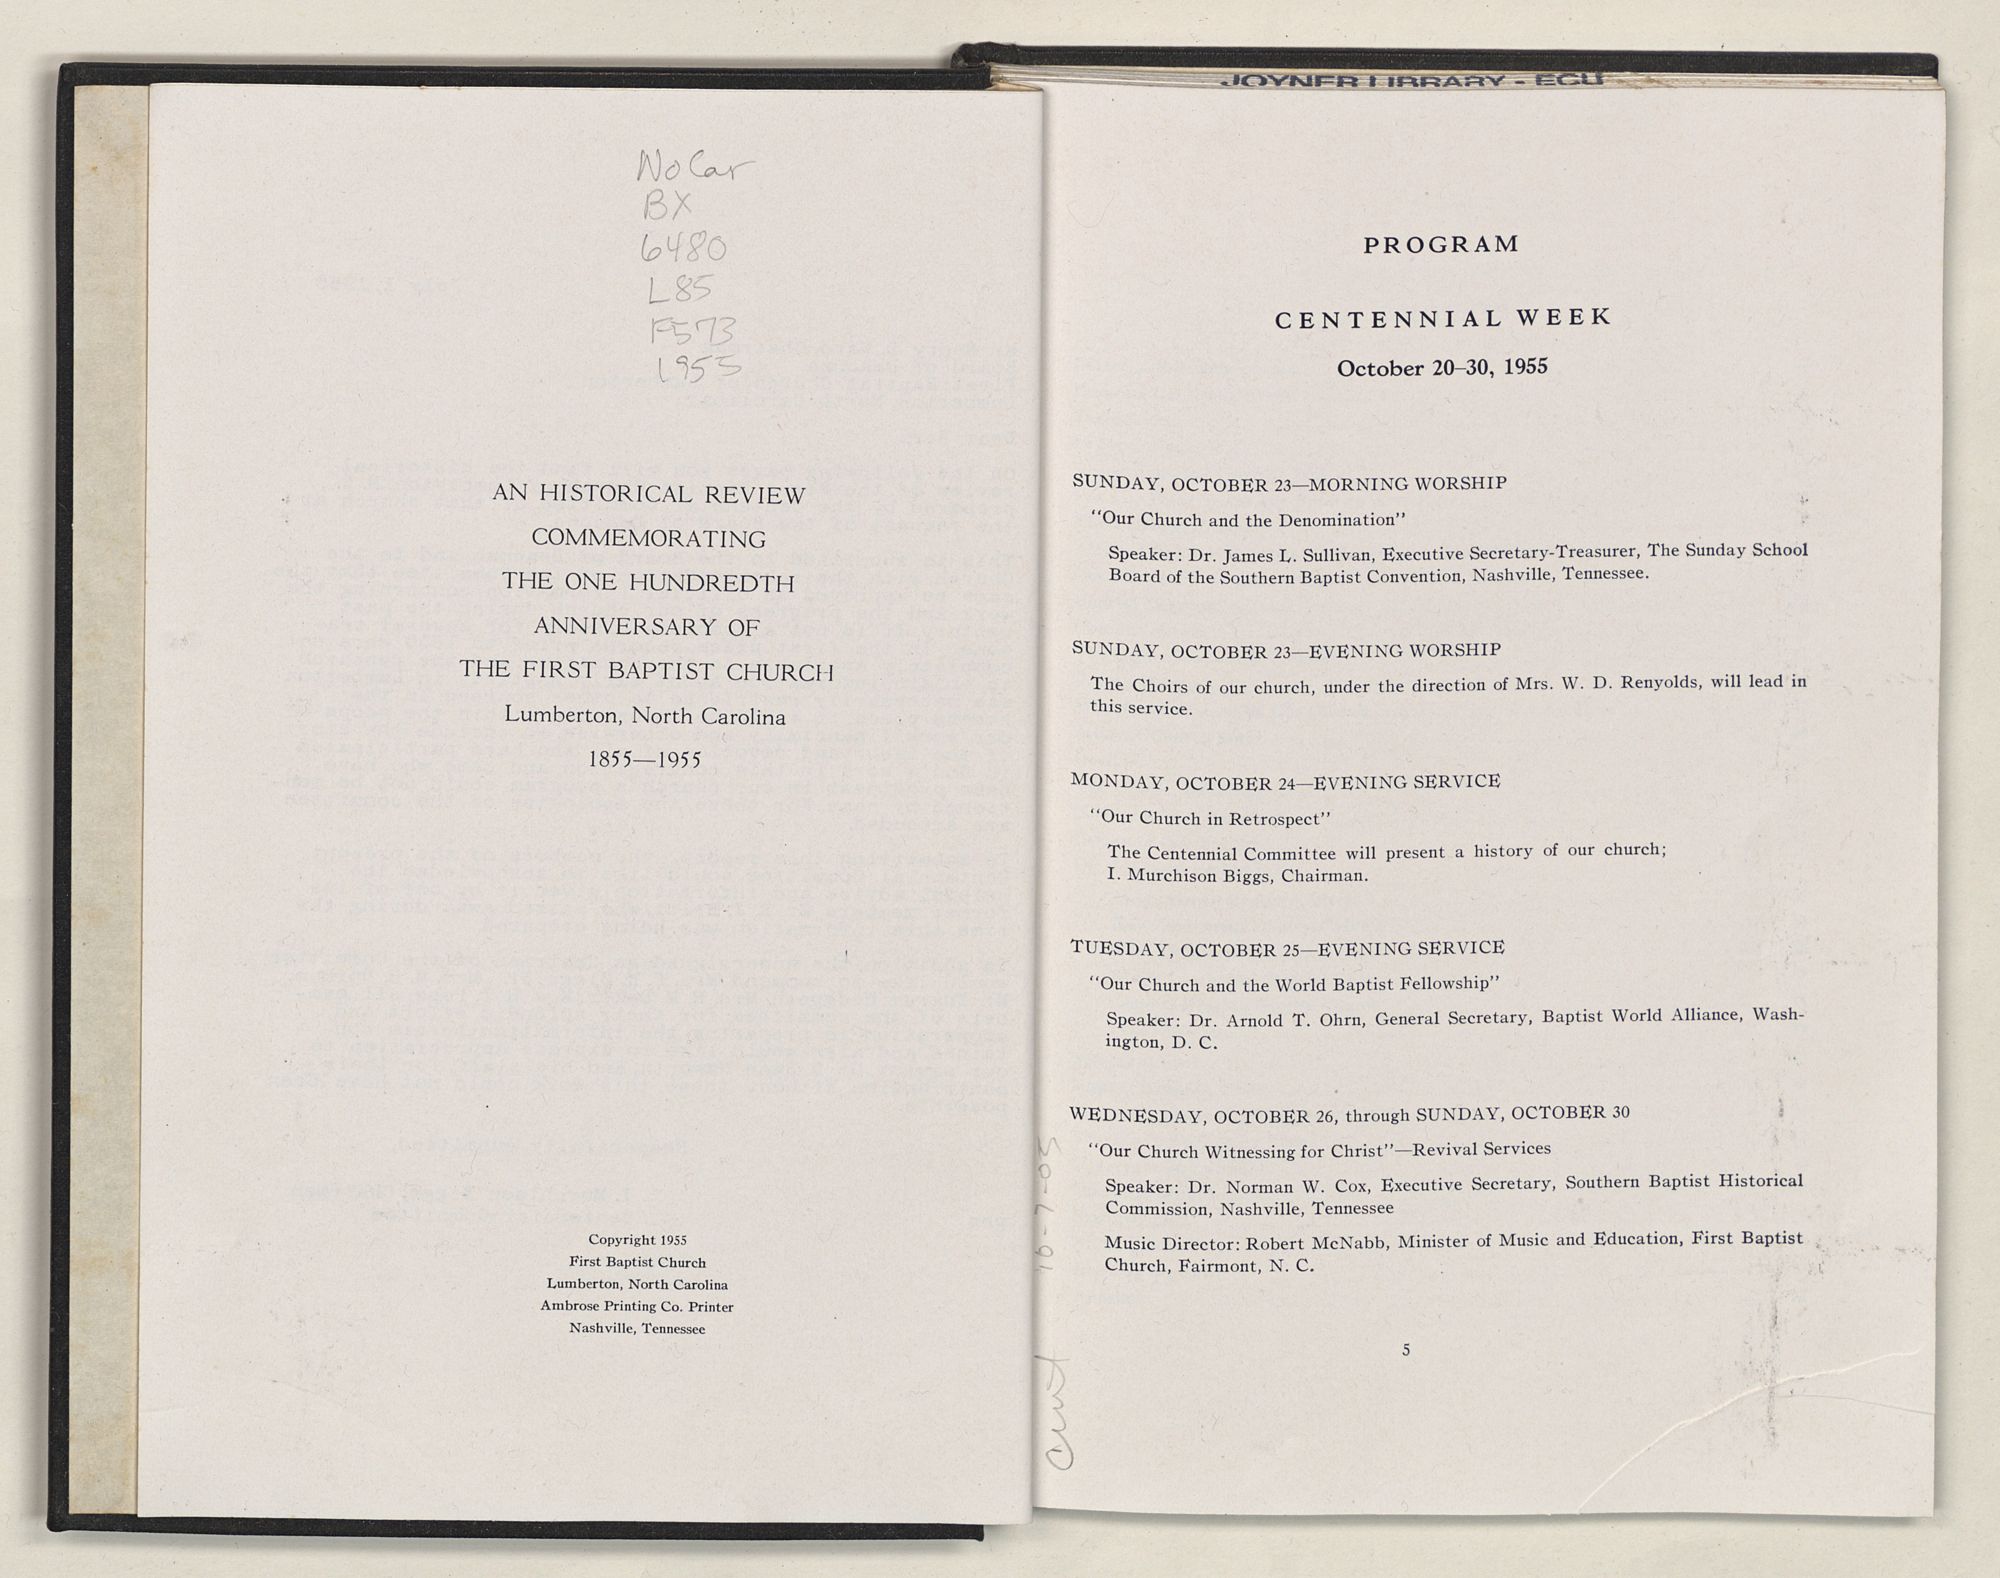 No Car
BX
6480
L85
F573
1955
AN HISTORICAL REVIEW
COMMEMORATING
THE ONE HUNDREDTH
ANNIVERSARY OF
THE FIRST BAPTIST CHURCH
Lumberton, North Carolina
1855—1955
Copyright 1955
First Baptist Church
Lumberton, North Carolina
Ambrose Printing Co. Printer
Nashville, Tennessee
JOYNER LIBRARY - ECU
PROGRAM
CENTENNIAL WEEK
October 20–30, 1955
SUNDAY, OCTOBER 23—MORNING WORSHIP
“Our Church and the Denomination”
Speaker: Dr. James L. Sullivan, Executive Secretary-Treasurer, The Sunday School
Board of the Southern Baptist Convention, Nashville, Tennessee.
SUNDAY, OCTOBER 23—EVENING WORSHIP
The Choirs of our church, under the direction of Mrs. W. D. Renyolds, will lead in
this service.
MONDAY, OCTOBER 24—EVENING SERVICE
“Our Church in Retrospect”
The Centennial Committee will present a history of our church;
I. Murchison Biggs, Chairman.
TUESDAY, OCTOBER 25—EVENING SERVICE
“Our Church and the World Baptist Fellowship”
Speaker: Dr. Arnold T. Ohrn, General Secretary, Baptist World Alliance, Wash-
ington, D. C.
WEDNESDAY, OCTOBER 26, through SUNDAY, OCTOBER 30
“Our Church Witnessing for Christ”—Revival Services
Speaker: Dr. Norman W. Cox, Executive Secretary, Southern Baptist Historical
Commission, Nashville, Tennessee
Music Director: Robert McNabb, Minister of Music and Education, First Baptist
Church, Fairmont, N. C.
5
10-7-05